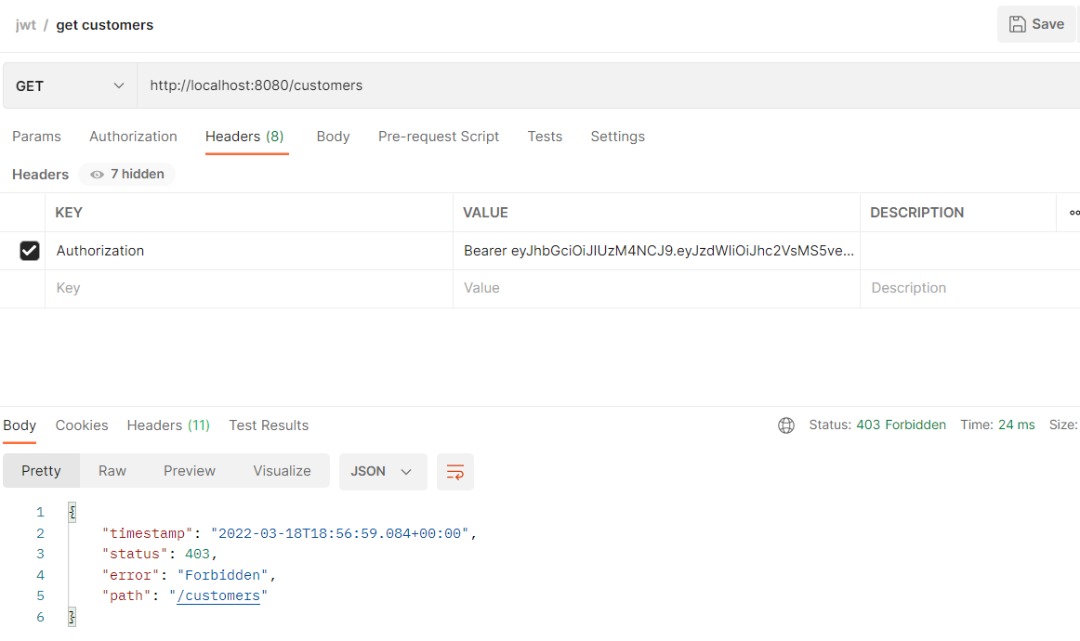 jwt / get customers
Save
GET
http://localhost:8080/customers
Params Authorization Headers (8) Body Pre-request Script Tests Settings
Headers 7 hidden
KEY VALUE DESCRIPTION
Authorization Bearer eyJhbGciOiJIUzM4NCJ9.eyJzdWIiOiJhc2VsMS5ve...
Key Value Description
Body Cookies Headers (11) Test Results Status: 403 Forbidden Time: 24 ms Size:
Pretty Raw Preview Visualize JSON
1 {
2 "timestamp": "2022-03-18T18:56:59.084+00:00",
3 "status": 403,
4 "error": "Forbidden",
5 "path": "/customers"
6 }